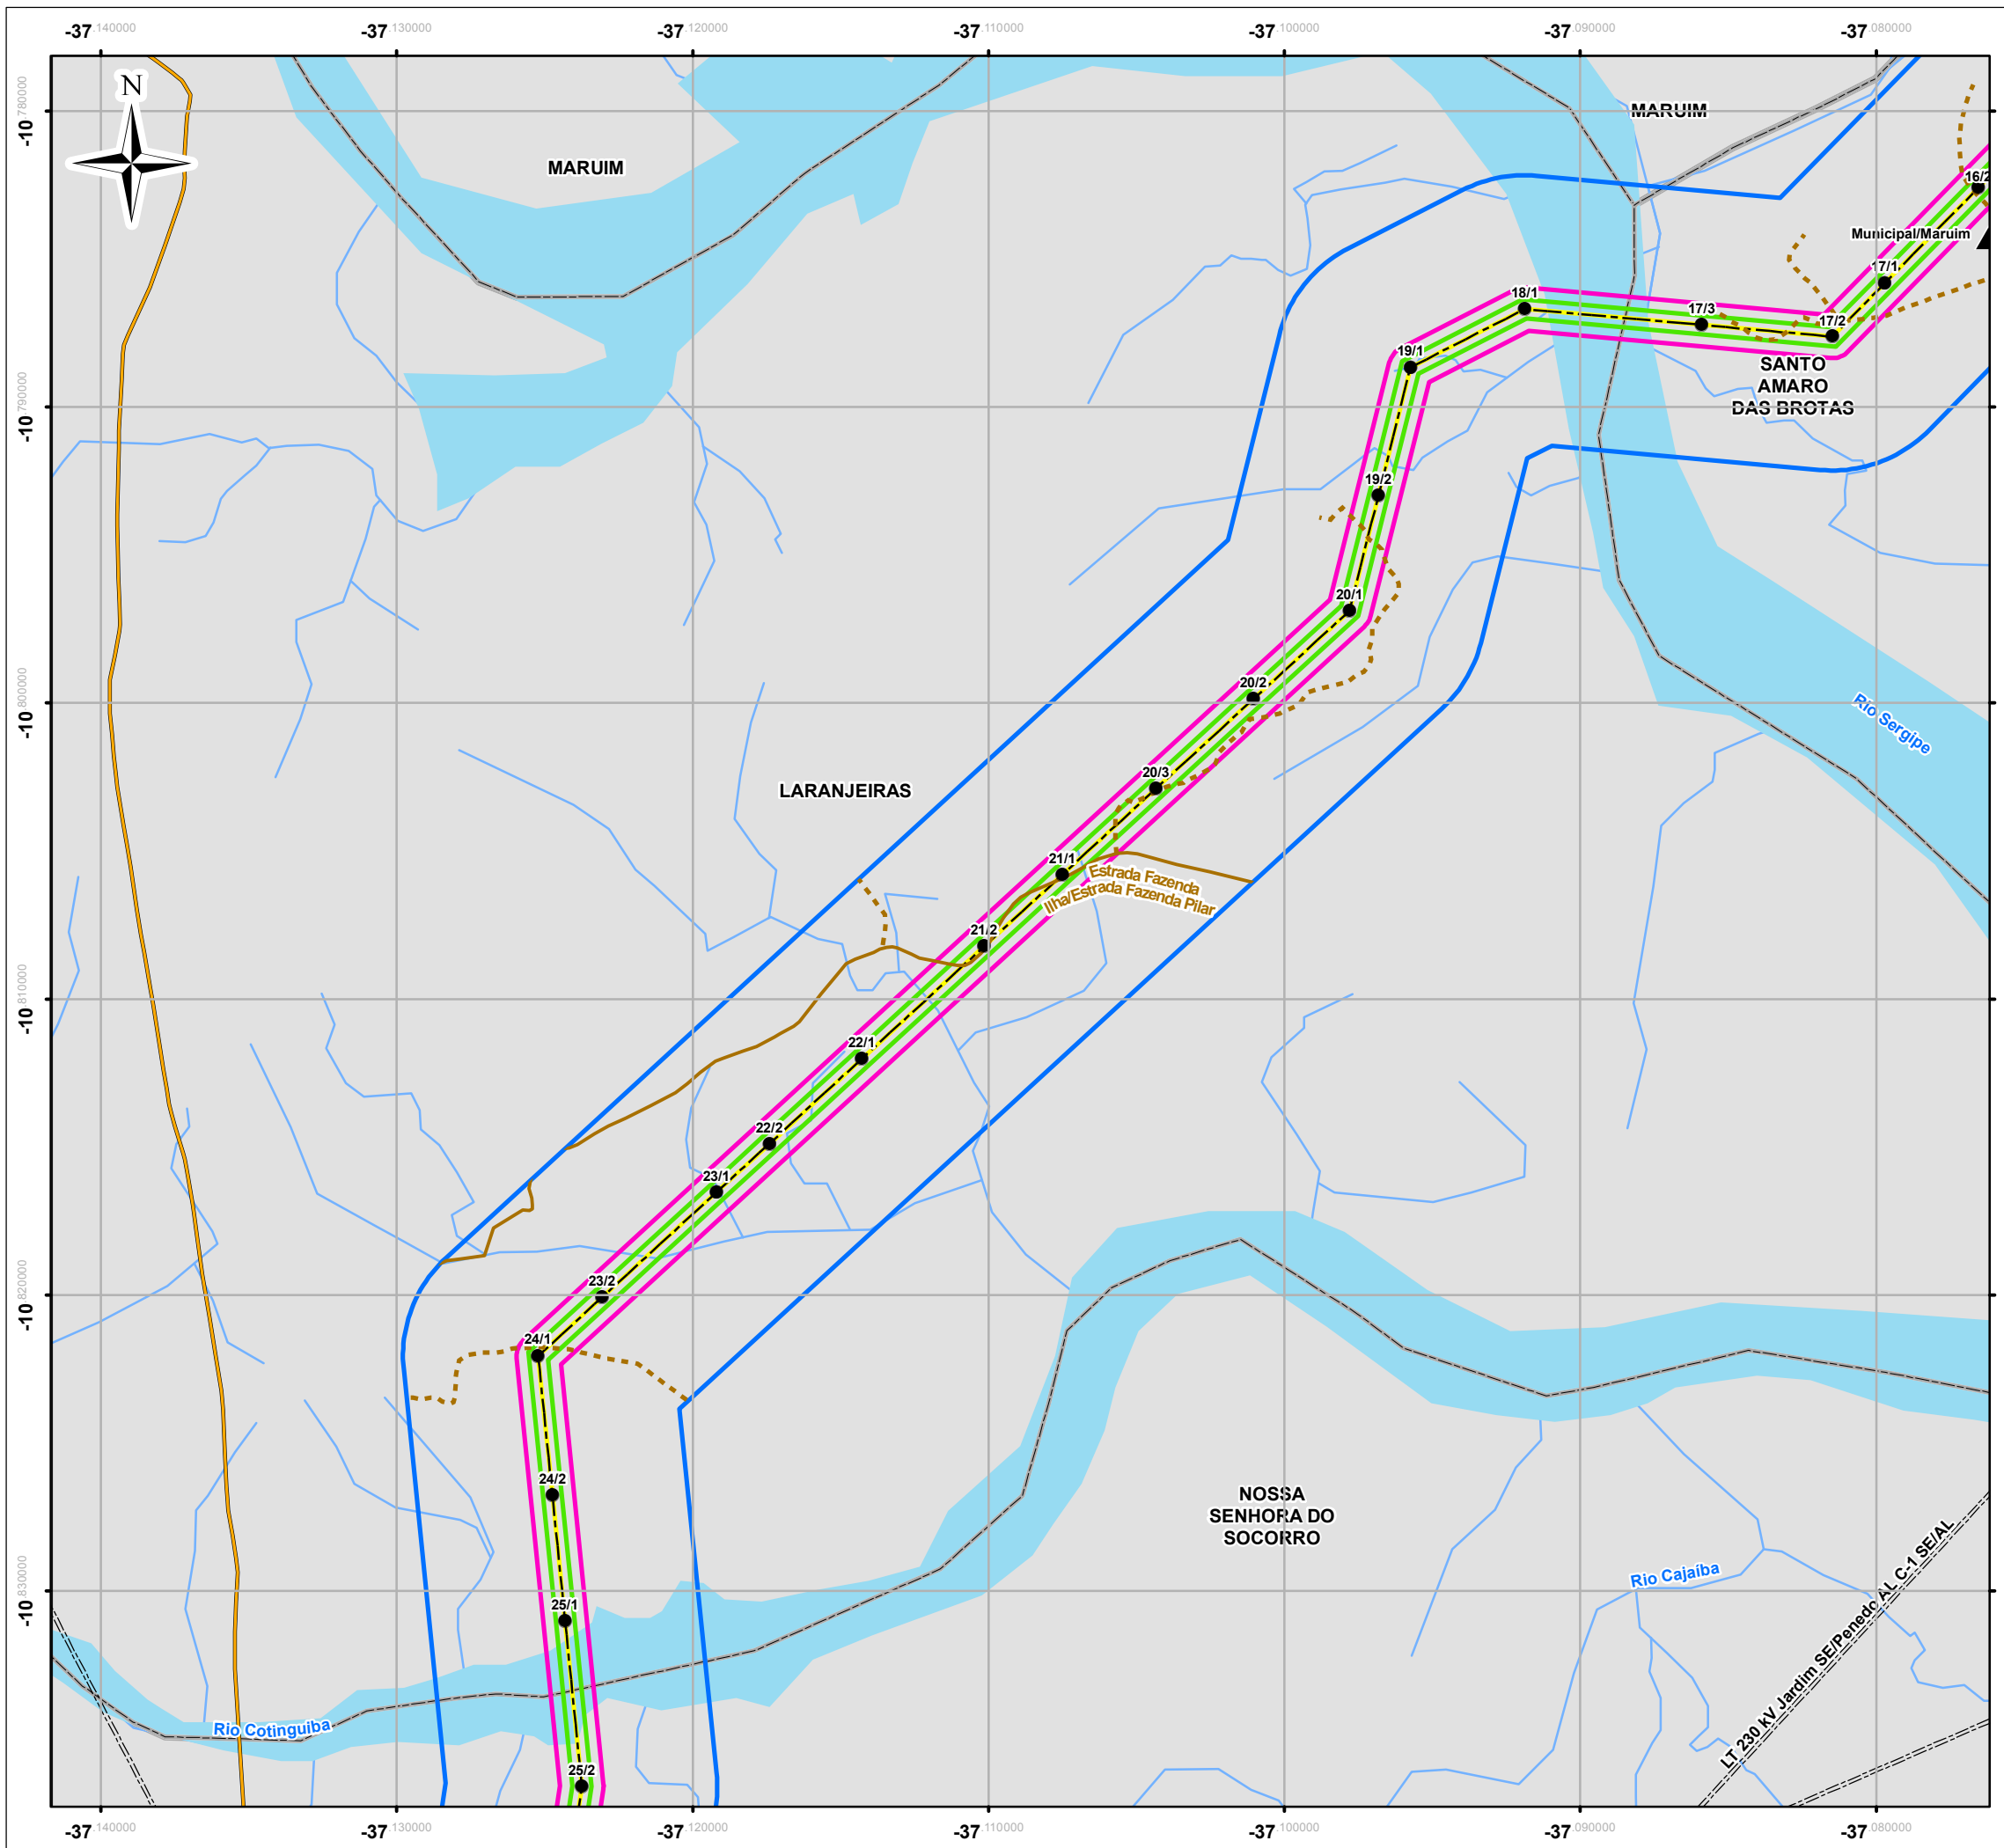 -37.140000 -37.130000 -37.120000 -37.110000 -37.100000 -37.090000 -37.080000
N
-10.780000
MARUIM
MARUIM
16/2
Municipal/Maruim
17/1
18/1
17/3
17/2
19/1
SANTO
AMARO
DAS BROTAS
-10.790000
19/2
20/1
20/2
-10.800000
Rio Sergipe
20/3
LARANJEIRAS
21/1
Estrada Fazenda
Ilha/Estrada Fazenda Pilar
21/2
-10.810000
22/1
22/2
23/1
23/2
-10.820000
24/1
24/2
NOSSA
SENHORA DO
SOCORRO
Rio Cajaíba
-10.830000
25/1
LT 230 kV Jardim SE/Penedo AL C-1 SE/AL
Rio Cotinguiba
25/2
-37.140000 -37.130000 -37.120000 -37.110000 -37.100000 -37.090000 -37.080000